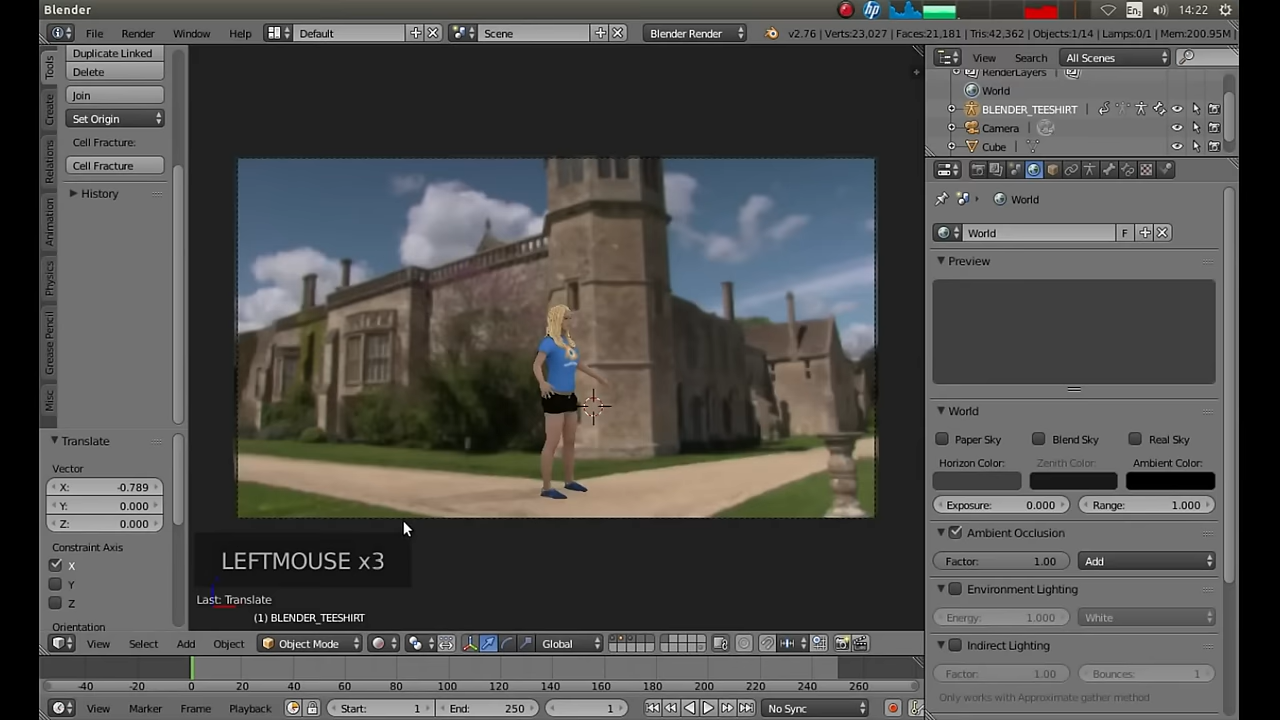 Blender
En₂
14:22
File
Render
Window
Help
Default
Scene
Blender Render
v2.76 | Verts:23,027 | Faces:21,181 | Tris:42,362 | Objects:1/14 | Lamps:0/1 | Mem:200.95M
Tools
Create
Relations
Animation
Physics
Grease Pencil
Misc
Duplicate Linked
Delete
Join
Set Origin
Cell Fracture:
Cell Fracture
History
Translate
Vector
X: -0.789
Y: 0.000
Z: 0.000
Constraint Axis
X
Y
Z
Orientation
LEFTMOUSE x3
Last: Translate
(1) BLENDER_TEESHIRT
View
Select
Add
Object
Object Mode
Global
-40 -20 0 20 40 60 80 100 120 140 160 180 200 220 240 260
View
Marker
Frame
Playback
Start: 1
End: 250
1
No Sync
View
Search
All Scenes
RenderLayers
World
BLENDER_TEESHIRT
Camera
Cube
World
World
F
Preview
World
Paper Sky
Blend Sky
Real Sky
Horizon Color:
Zenith Color:
Ambient Color:
Exposure: 0.000
Range: 1.000
Ambient Occlusion
Factor: 1.00
Add
Environment Lighting
Energy: 1.000
White
Indirect Lighting
Factor: 1.00
Bounces: 1
Only works with Approximate gather method